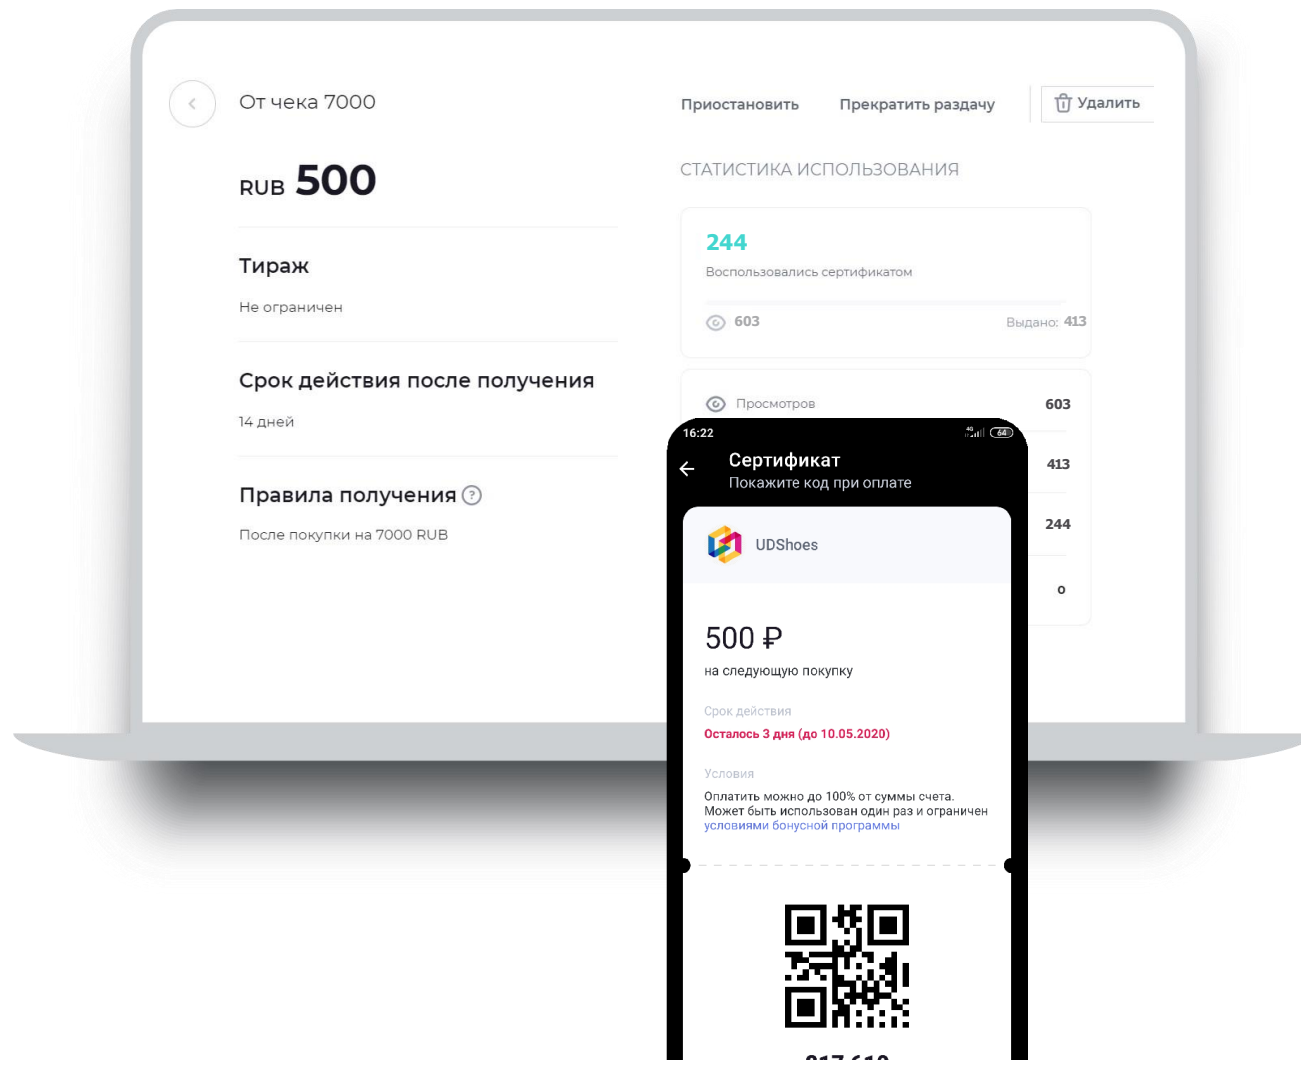 От чека 7000
Приостановить
Прекратить раздачу
Удалить
RUB 500
Тираж
Не ограничен
Срок действия после получения
14 дней
Правила получения ?
После покупки на 7000 RUB
СТАТИСТИКА ИСПОЛЬЗОВАНИЯ
244
Воспользовались сертификатом
603
Выдано: 413
Просмотров 603
413
244
0
16:22
4G 64
Сертификат
Покажите код при оплате
UDShoes
500 ₽
на следующую покупку
Срок действия
Осталось 3 дня (до 10.05.2020)
Условия
Оплатить можно до 100% от суммы счета.
Может быть использован один раз и ограничен
условиями бонусной программы